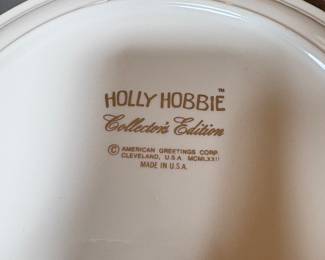 HOLLY HOBBIE™
Collector's Edition
© AMERICAN GREETINGS CORP.
CLEVELAND, U.S.A. MCMLXXII
MADE IN U.S.A.